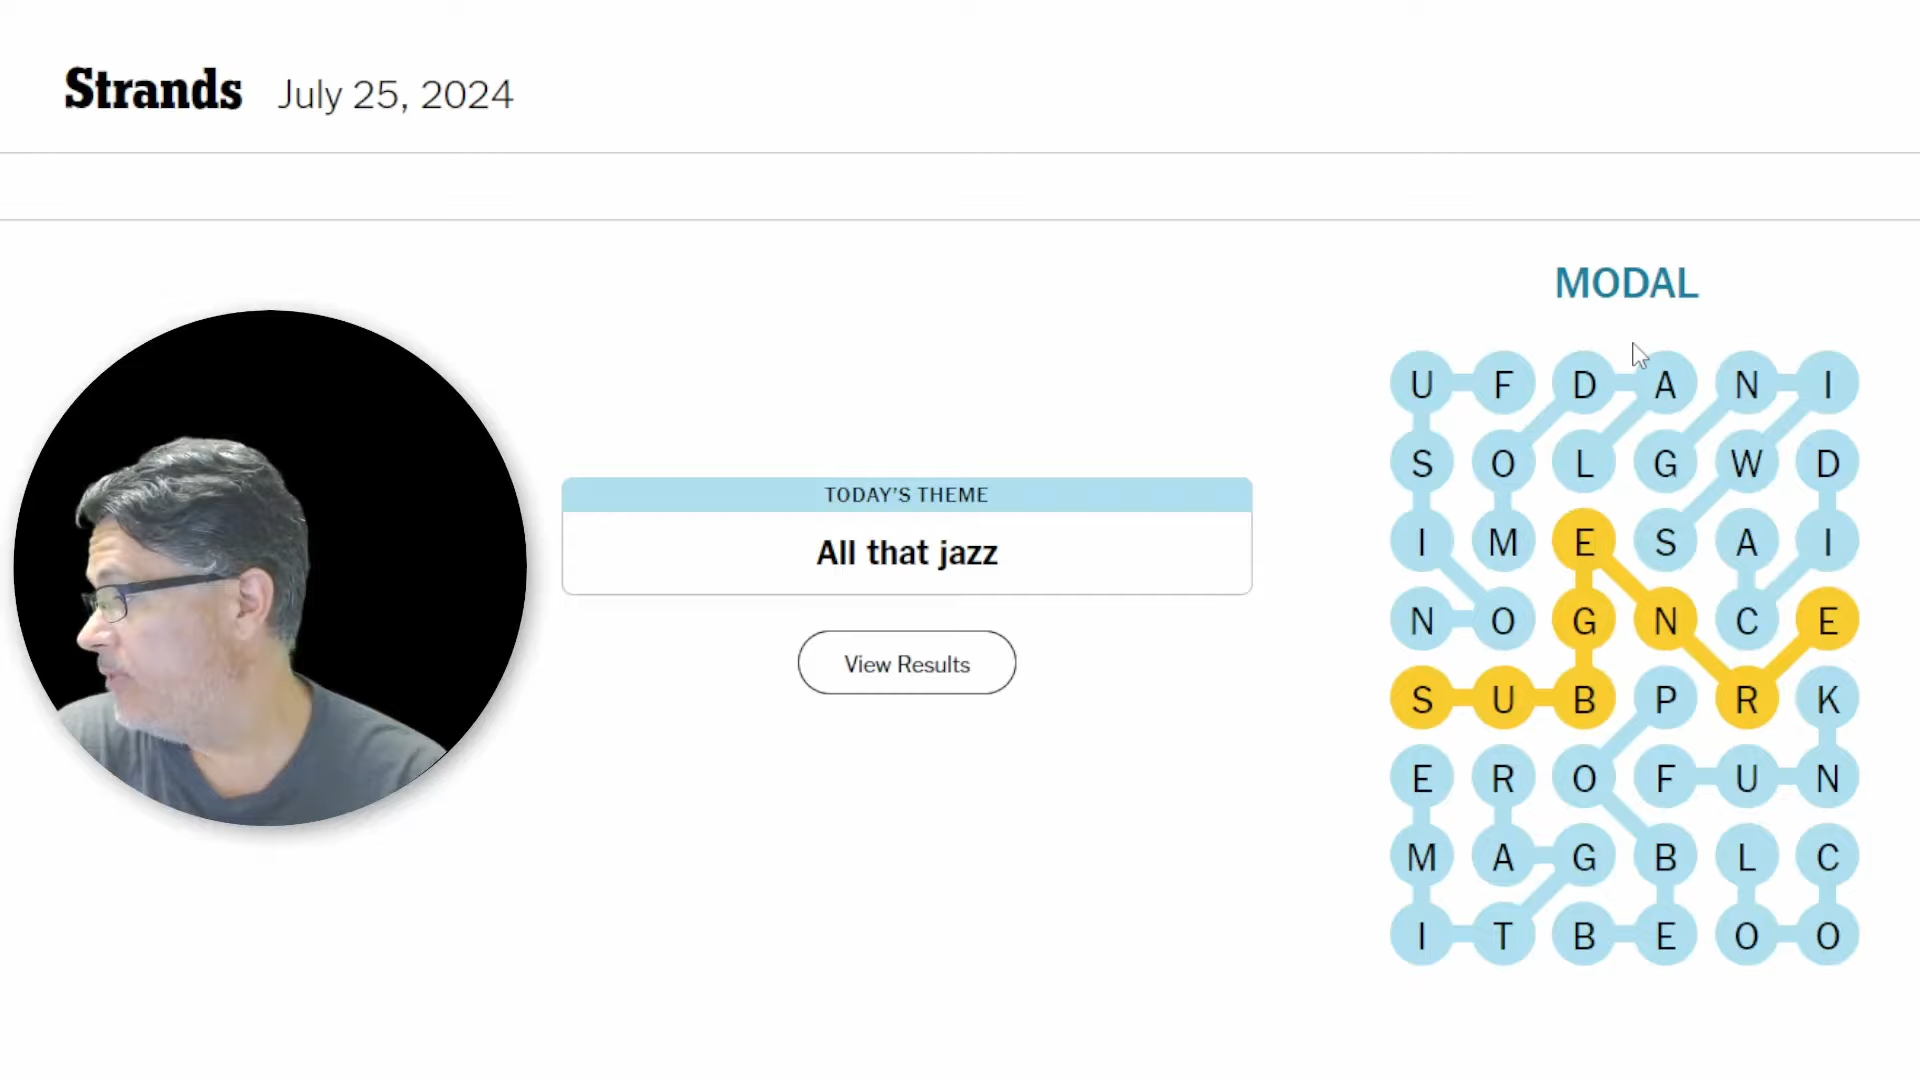 Strands July 25, 2024
MODAL
TODAY'S THEME
All that jazz
View Results
U F D A N I
S O L G W D
I M E S A I
N O G N C E
S U B P R K
E R O F U N
M A G B L C
I T B E O O